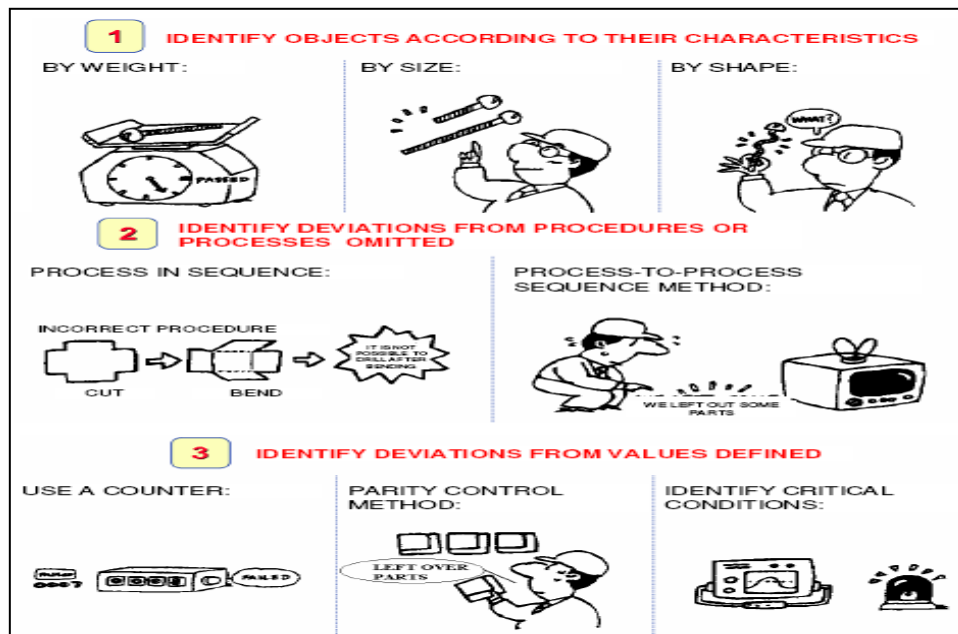 1 IDENTIFY OBJECTS ACCORDING TO THEIR CHARACTERISTICS
BY WEIGHT:
BY SIZE:
BY SHAPE:
PASSED
WHAT?
2 IDENTIFY DEVIATIONS FROM PROCEDURES OR
PROCESSES OMITTED
PROCESS IN SEQUENCE:
PROCESS-TO-PROCESS
SEQUENCE METHOD:
INCORRECT PROCEDURE
CUT
BEND
IT IS NOT
POSSIBLE TO
DRILL AFTER
BENDING
WE LEFT OUT SOME
PARTS
3 IDENTIFY DEVIATIONS FROM VALUES DEFINED
USE A COUNTER:
PARITY CONTROL
METHOD:
IDENTIFY CRITICAL
CONDITIONS:
FAILED
LEFT OVER
PARTS